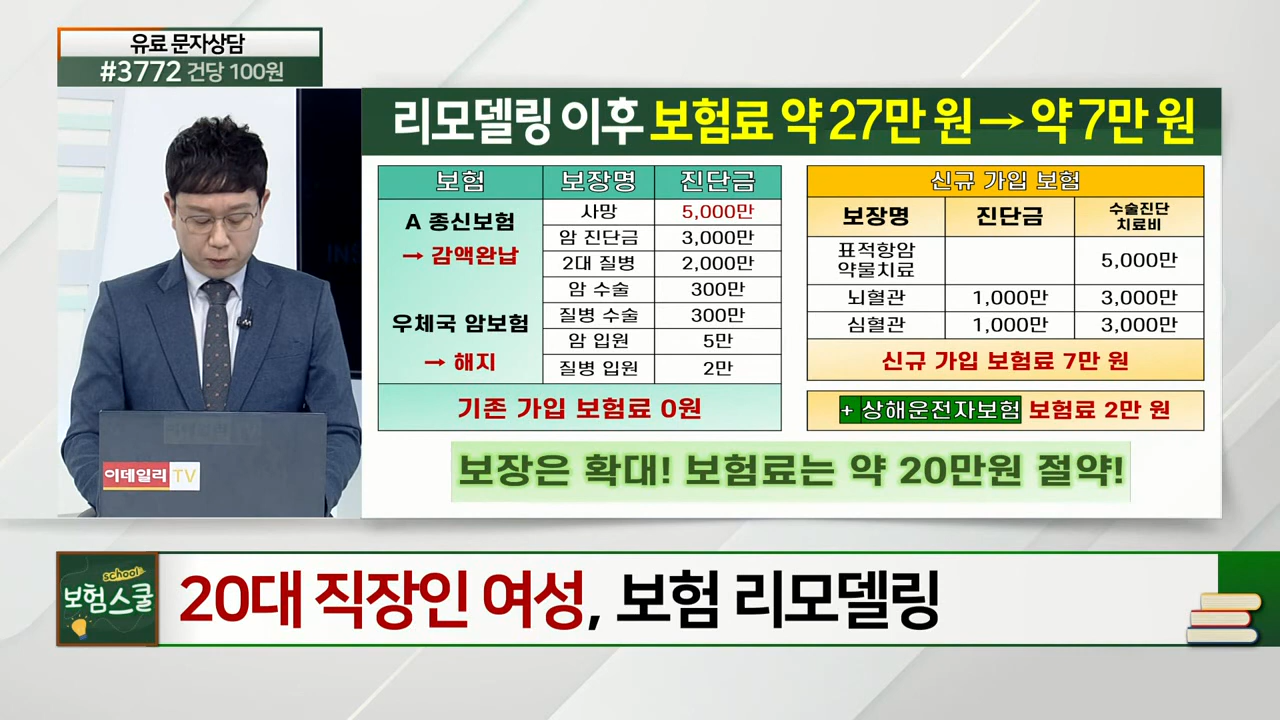 유료 문자상담
#3772 건당 100원
리모델링 이후 보험료 약 27만 원→약 7만 원
보험 보장명 진단금
A 종신보험
→ 감액완납
우체국 암보험
→ 해지
사망 5,000만
암 진단금 3,000만
2대 질병 2,000만
암 수술 300만
질병 수술 300만
암 입원 5만
질병 입원 2만
기존 가입 보험료 0원
신규 가입 보험
보장명 진단금 수술진단
치료비
표적항암
약물치료 5,000만
뇌혈관 1,000만 3,000만
심혈관 1,000만 3,000만
신규 가입 보험료 7만 원
+ 상해운전자보험 보험료 2만 원
보장은 확대! 보험료는 약 20만원 절약!
이데일리 TV
school
보험스쿨
20대 직장인 여성, 보험 리모델링